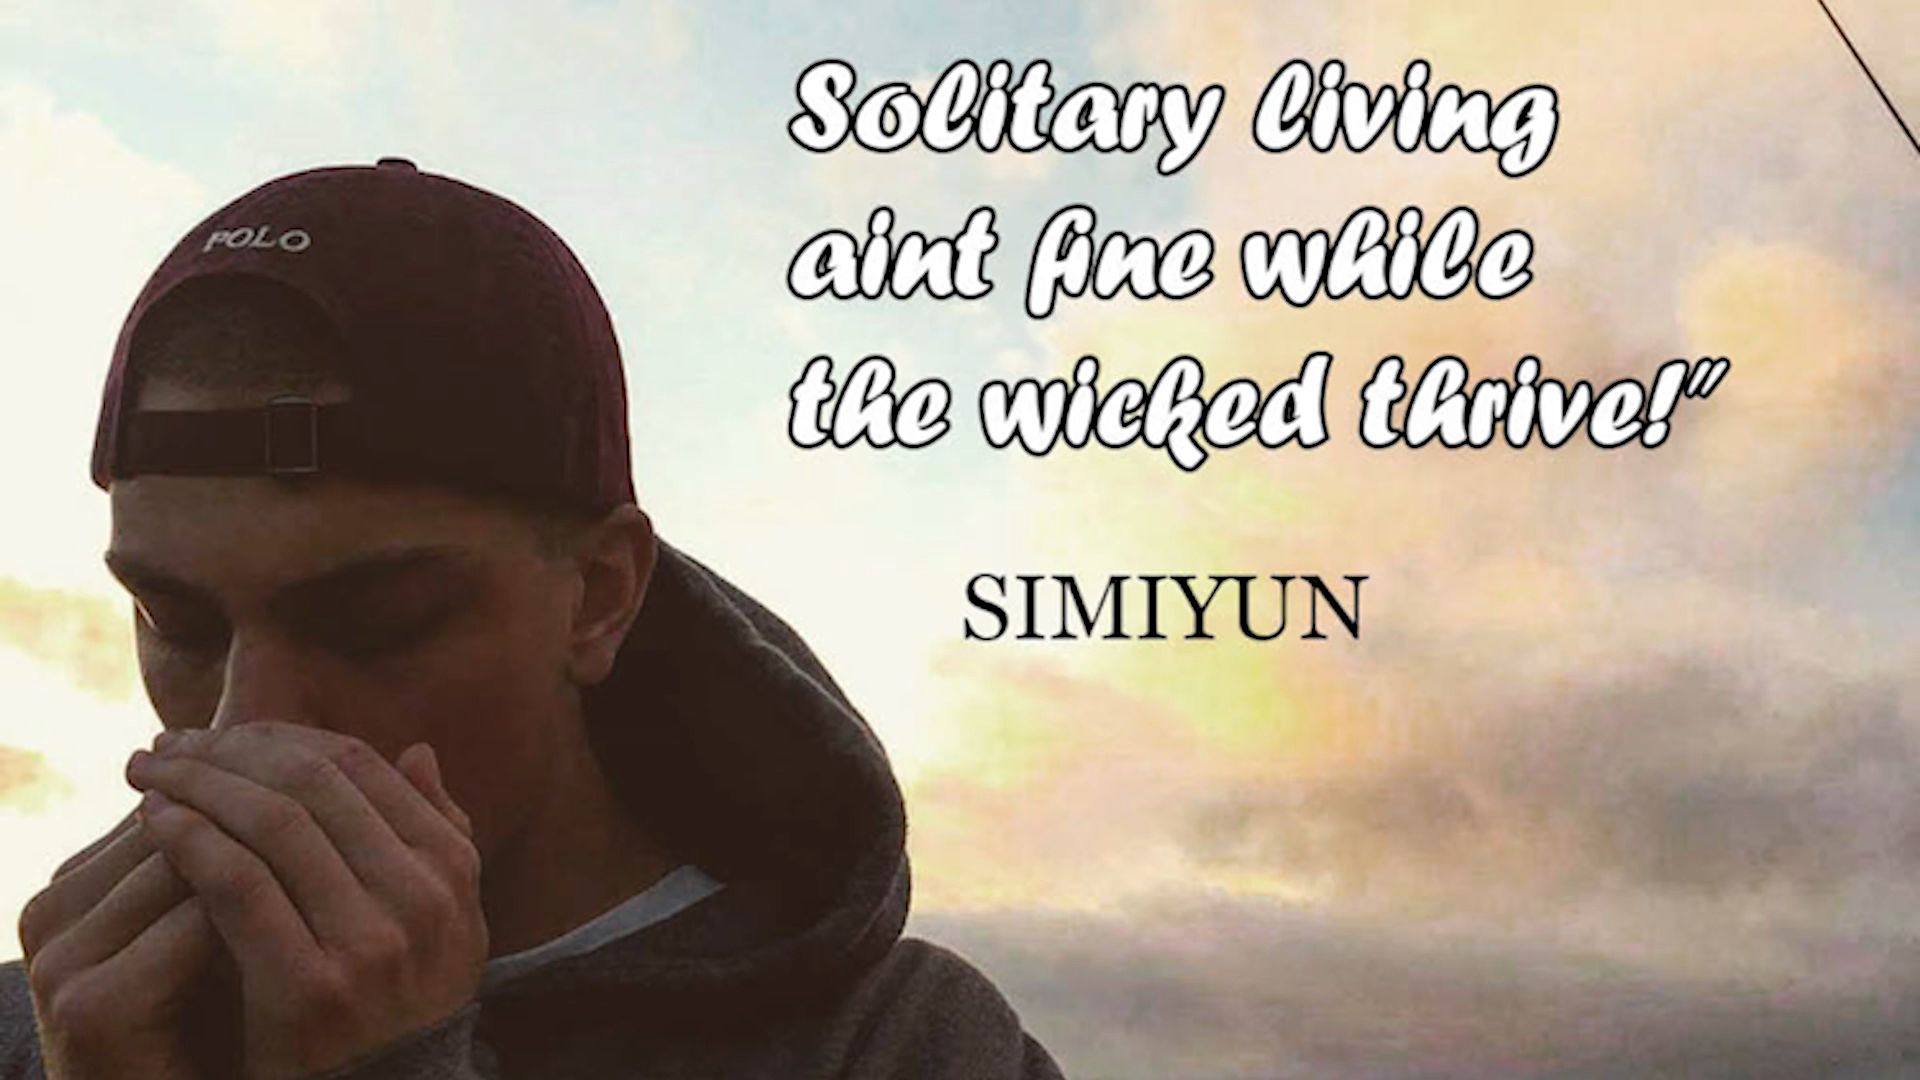 POLO
Solitary living
aint fine while
the wicked thrive!”
SIMIYUN